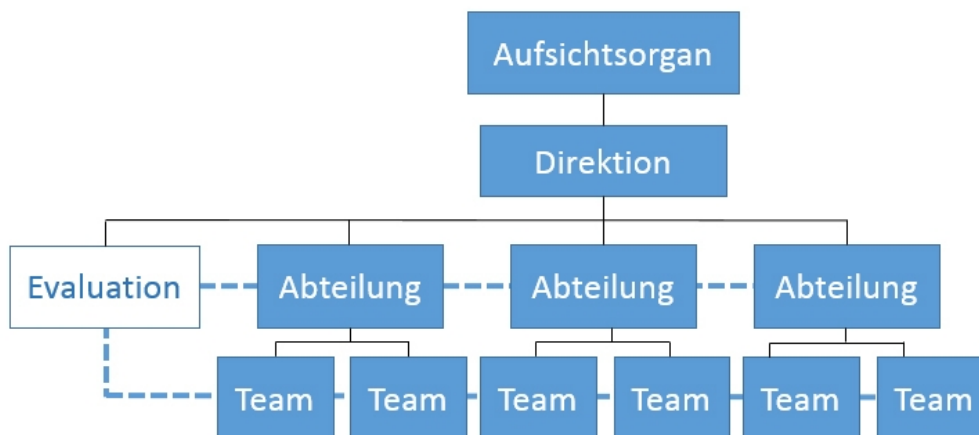 Aufsichtsorgan
Direktion
Evaluation
Abteilung
Abteilung
Abteilung
Team
Team
Team
Team
Team
Team